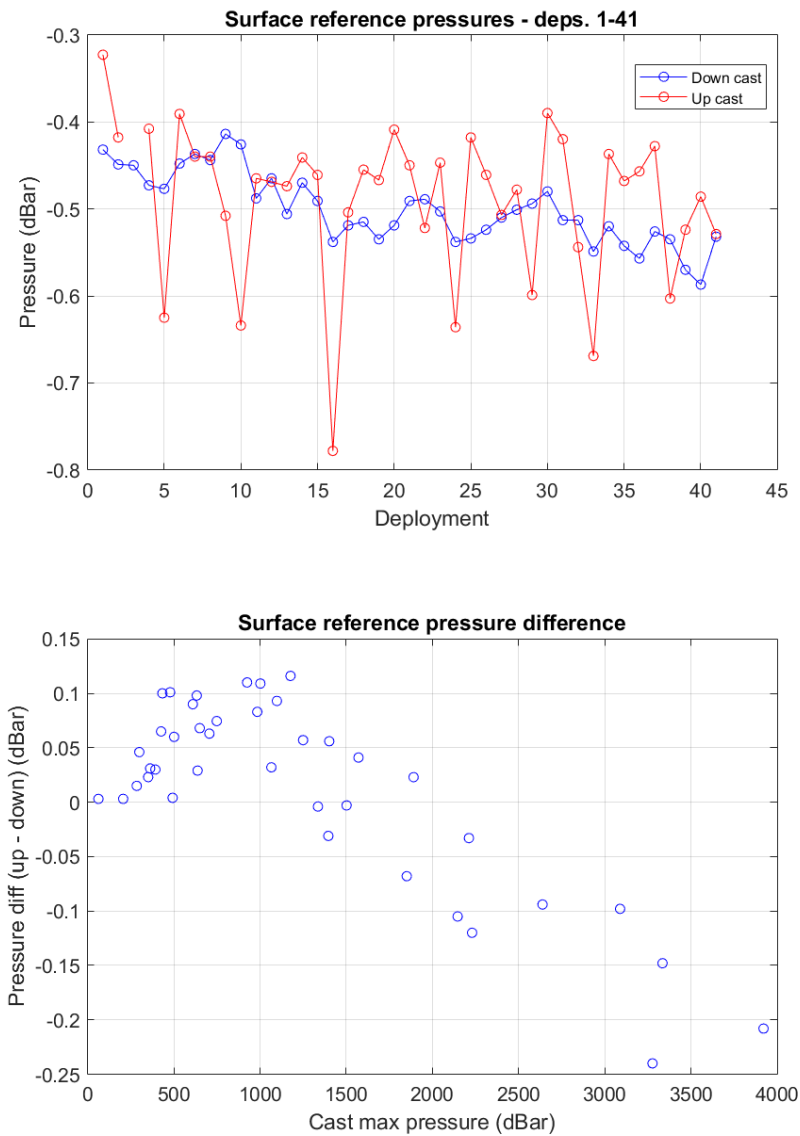 Surface reference pressures - deps. 1-41
-0.3
-0.4
-0.5
-0.6
-0.7
-0.8
Pressure (dBar)
Down cast
Up cast
0 5 10 15 20 25 30 35 40 45
Deployment
Surface reference pressure difference
0.15
0.1
0.05
0
-0.05
-0.1
-0.15
-0.2
-0.25
Pressure diff (up - down) (dBar)
0 500 1000 1500 2000 2500 3000 3500 4000
Cast max pressure (dBar)